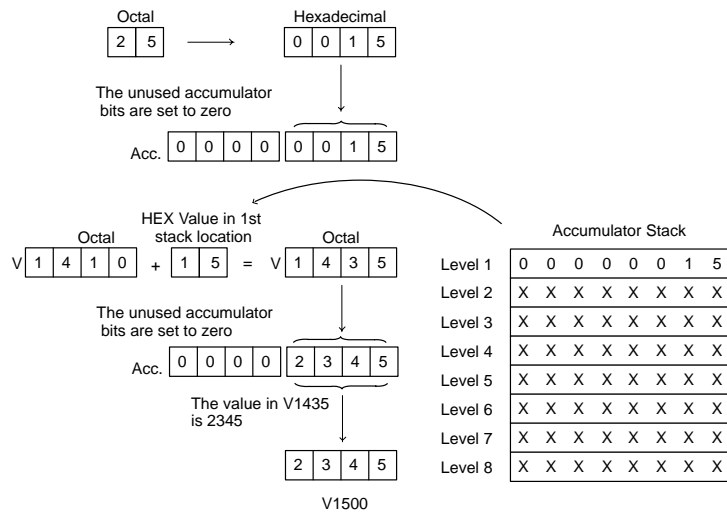 Octal Hexadecimal
2 5 0 0 1 5
The unused accumulator
bits are set to zero
Acc. 0 0 0 0 0 0 1 5
HEX Value in 1st
stack location
Octal Octal
V 1 4 1 0 + 1 5 = V 1 4 3 5
The unused accumulator
bits are set to zero
Acc. 0 0 0 0 2 3 4 5
The value in V1435
is 2345
2 3 4 5
V1500
Accumulator Stack
Level 1 0 0 0 0 0 0 1 5
Level 2 X X X X X X X X
Level 3 X X X X X X X X
Level 4 X X X X X X X X
Level 5 X X X X X X X X
Level 6 X X X X X X X X
Level 7 X X X X X X X X
Level 8 X X X X X X X X